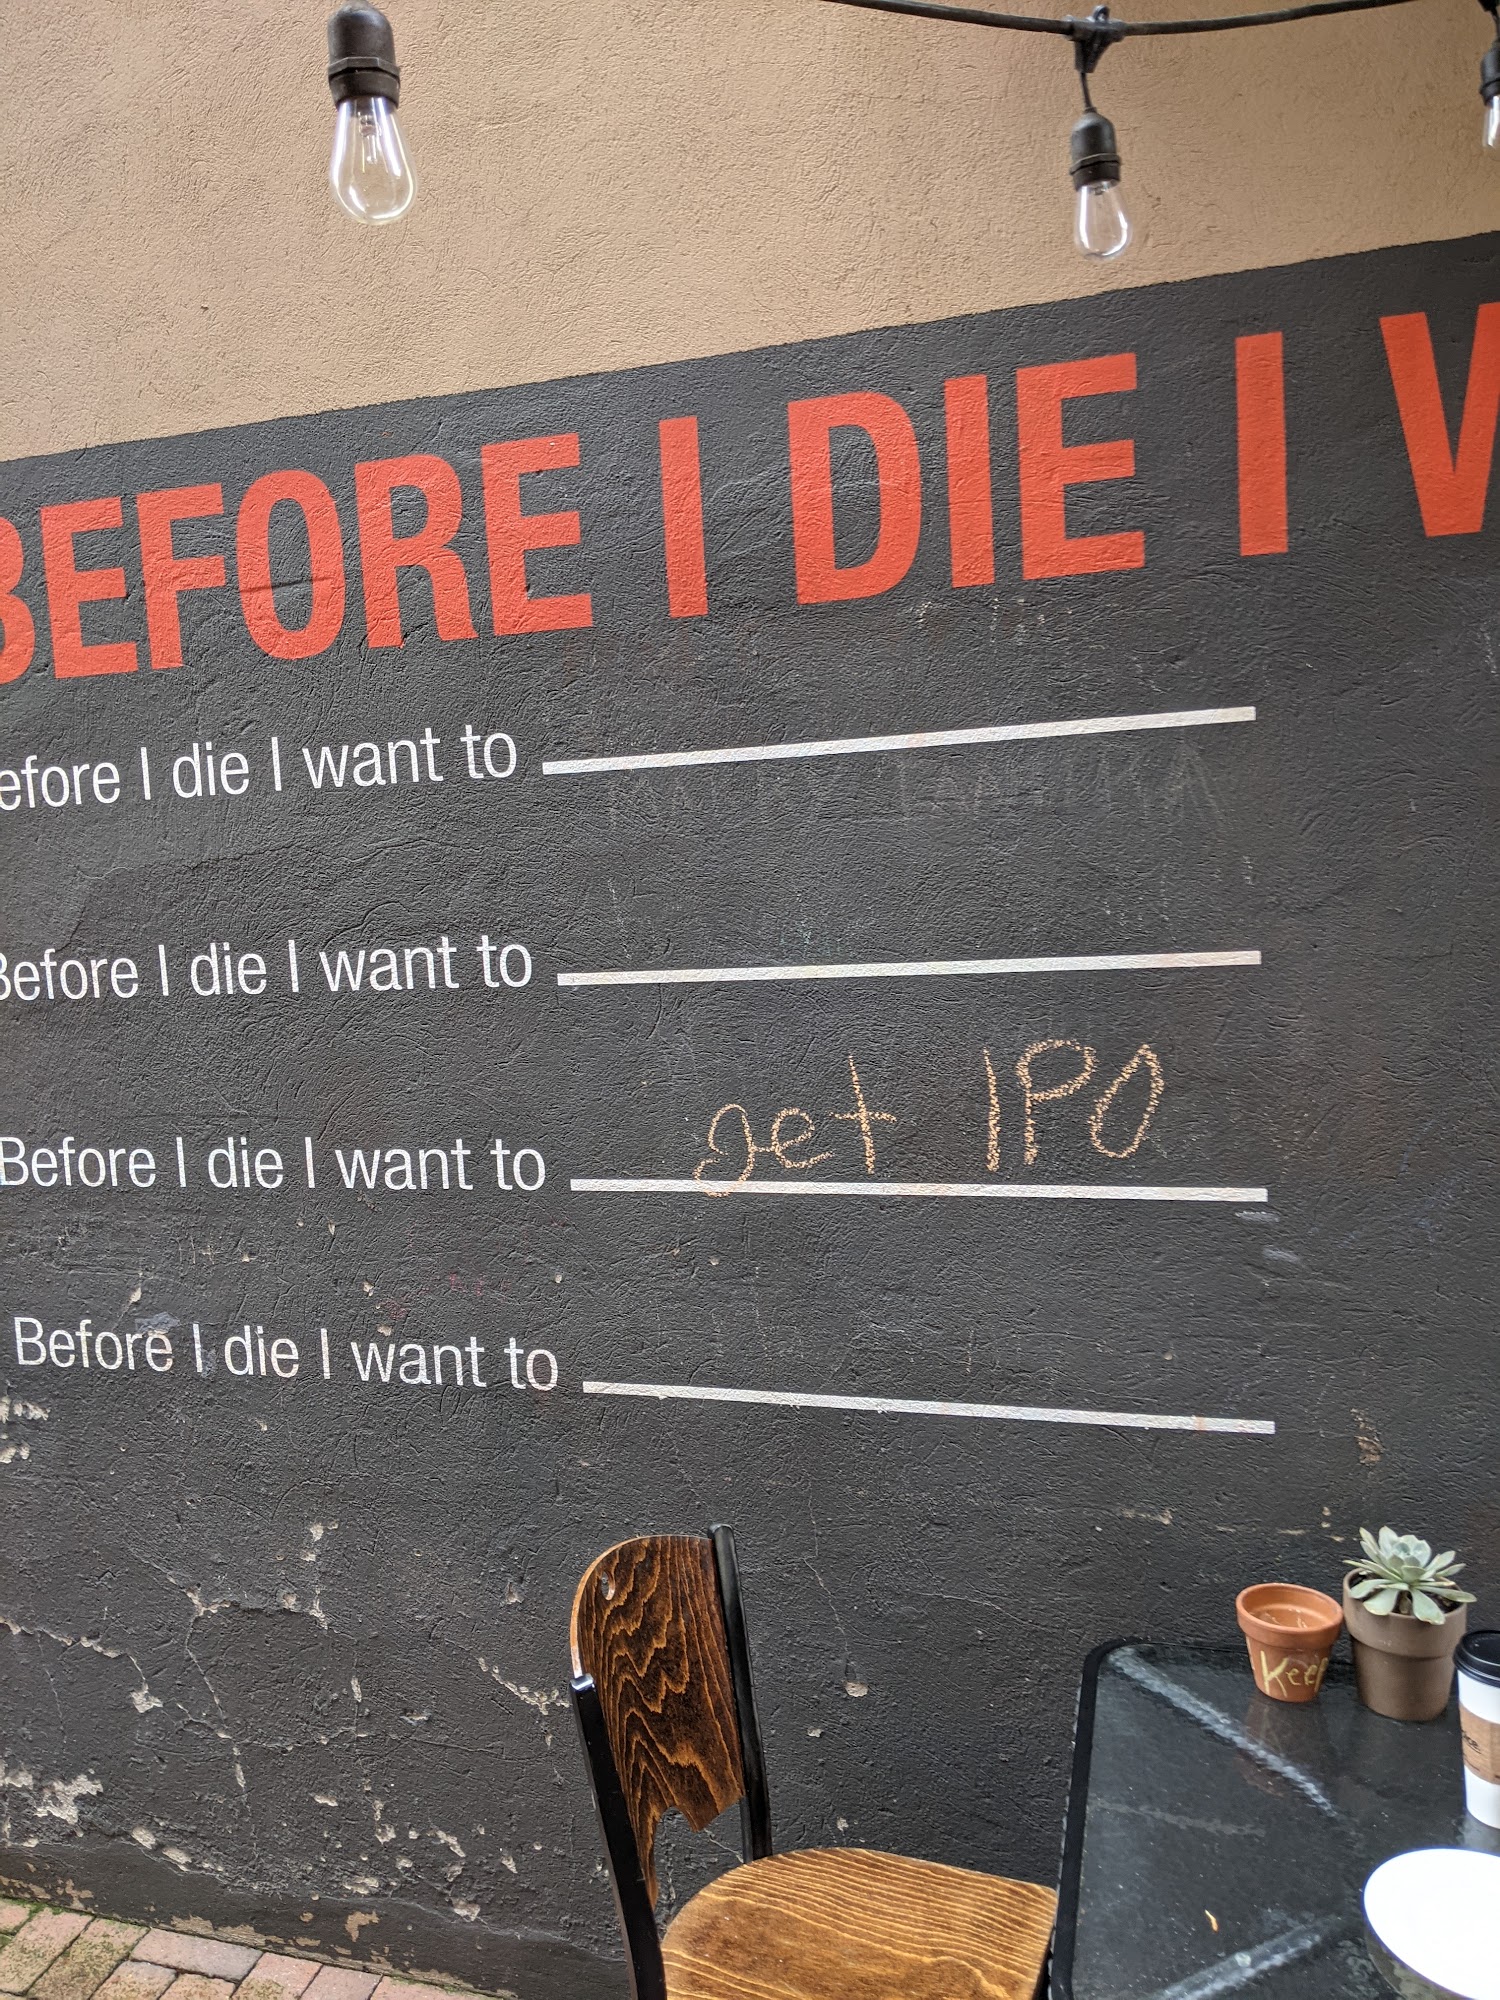 BEFORE I DIE I W
efore I die I want to
Before I die I want to
Before I die I want to get IPO
Before I die I want to
Keep